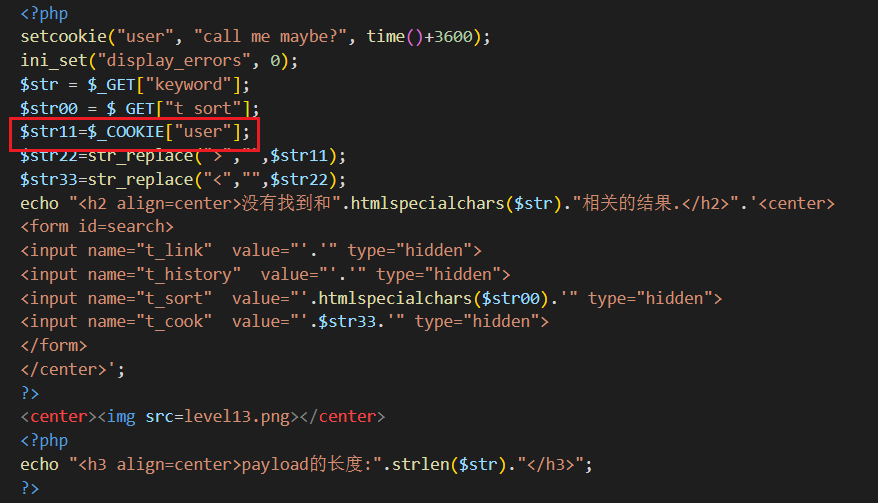 <?php
setcookie("user", "call me maybe?", time()+3600);
ini_set("display_errors", 0);
$str = $_GET["keyword"];
$str00 = $_GET["t_sort"];
$str11=$_COOKIE["user"];
$str22=str_replace(">","",$str11);
$str33=str_replace("<","",$str22);
echo "<h2 align=center>没有找到和".htmlspecialchars($str)."相关的结果.</h2>".'<center>
<form id=search>
<input name="t_link"  value="'.'" type="hidden">
<input name="t_history"  value="'.'" type="hidden">
<input name="t_sort"  value="'.htmlspecialchars($str00).'" type="hidden">
<input name="t_cook"  value="'.$str33.'" type="hidden">
</form>
</center>';
?>
<center><img src=level13.png></center>
<?php
echo "<h3 align=center>payload的长度:".strlen($str)."</h3>";
?>